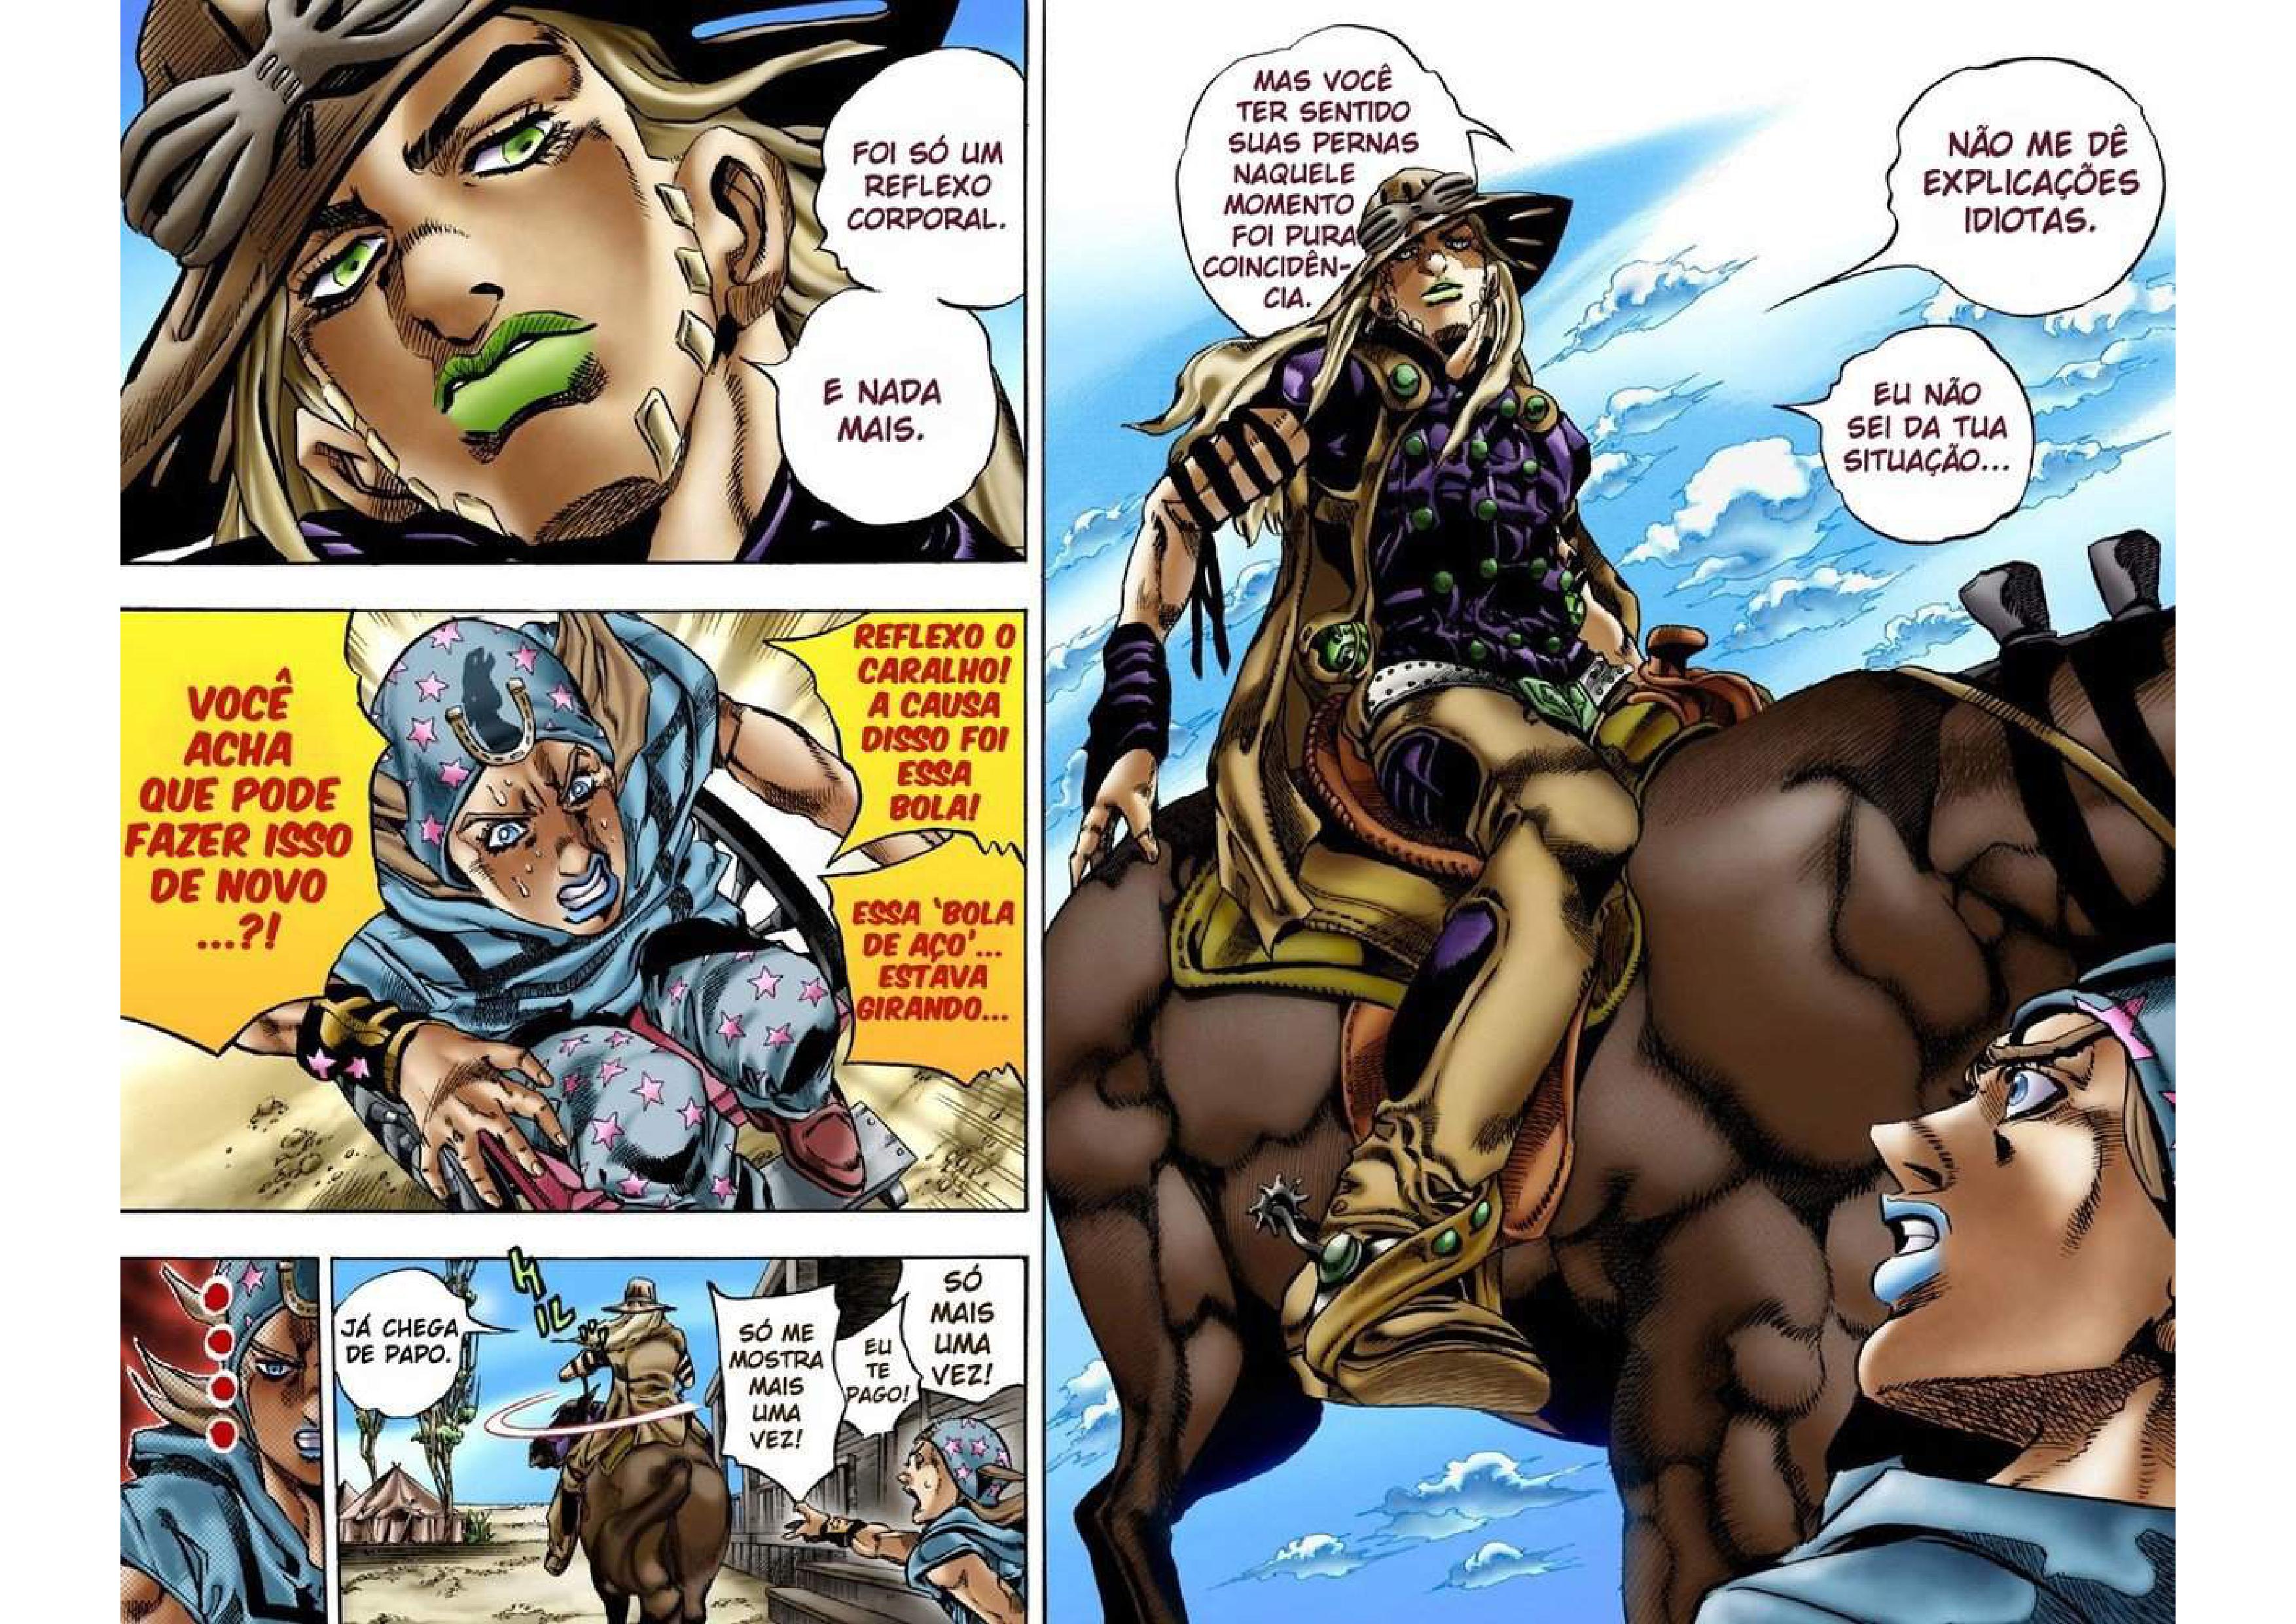 NÃO ME DÊ
EXPLICAÇÕES
IDIOTAS.
EU NÃO
SEI DA TUA
SITUAÇÃO...
MAS VOCÊ
TER SENTIDO
SUAS PERNAS
NAQUELE
MOMENTO
FOI PURA
COINCIDÊN-
CIA.
FOI SÓ UM
REFLEXO
CORPORAL.
E NADA
MAIS.
REFLEXO O
CARALHO!
A CAUSA
DISSO FOI
ESSA
BOLA!
ESSA ‘BOLA
DE AÇO’...
ESTAVA
GIRANDO...
VOCÊ
ACHA
QUE PODE
FAZER ISSO
DE NOVO
...?!
SÓ
MAIS
UMA
VEZ!
EU
TE
PAGO!
SÓ ME
MOSTRA
MAIS
UMA
VEZ!
JÁ CHEGA
DE PAPO.